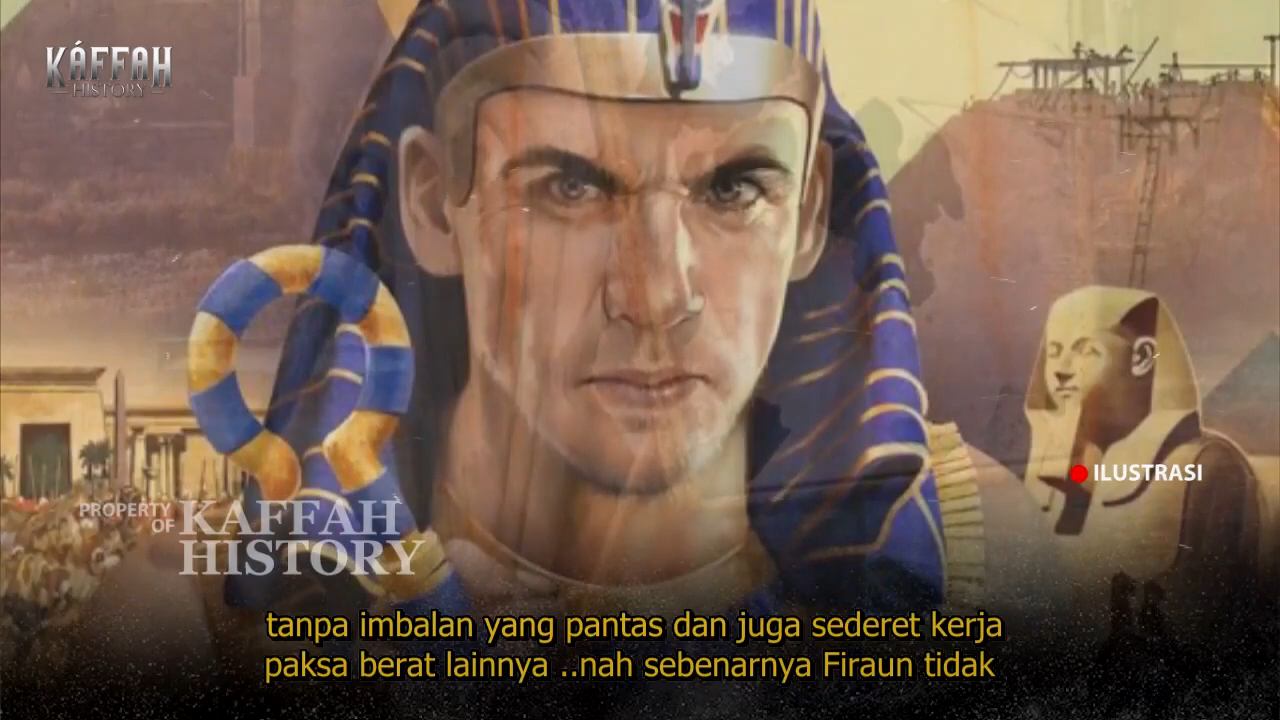 KÁFFAH
HISTORY
ILUSTRASI
PROPERTY
OF
KAFFAH
HISTORY
tanpa imbalan yang pantas dan juga sederet kerja
paksa berat lainnya ..nah sebenarnya Firaun tidak